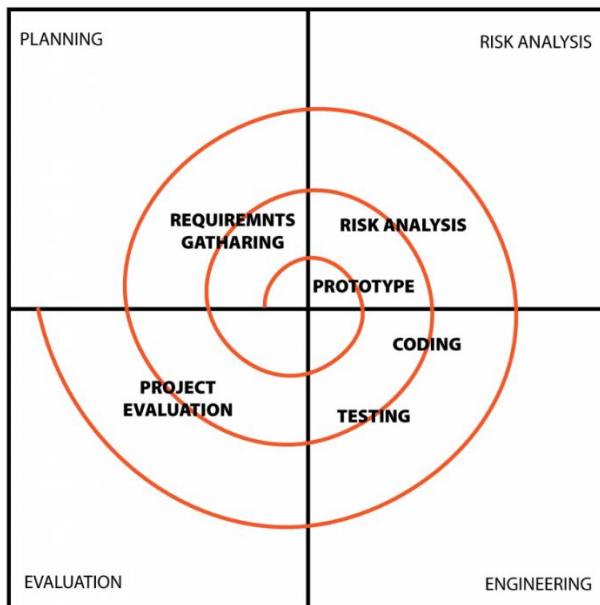 PLANNING
RISK ANALYSIS
REQUIREMNTS
GATHARING
RISK ANALYSIS
PROTOTYPE
CODING
PROJECT
EVALUATION
TESTING
EVALUATION
ENGINEERING